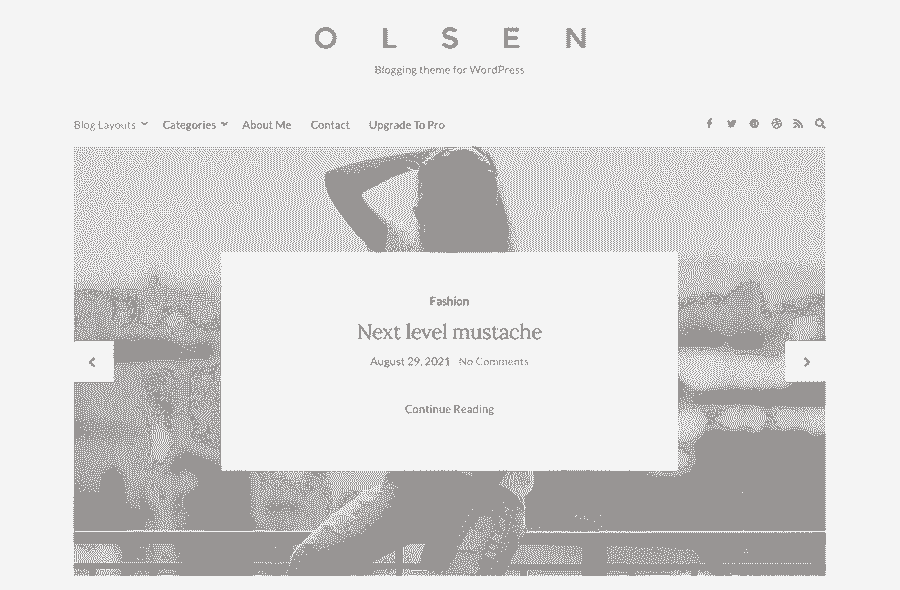 OLSEN
Blogging theme for WordPress
Blog Layouts Categories About Me Contact Upgrade To Pro
Fashion
Next level mustache
August 29, 2021 No Comments
Continue Reading